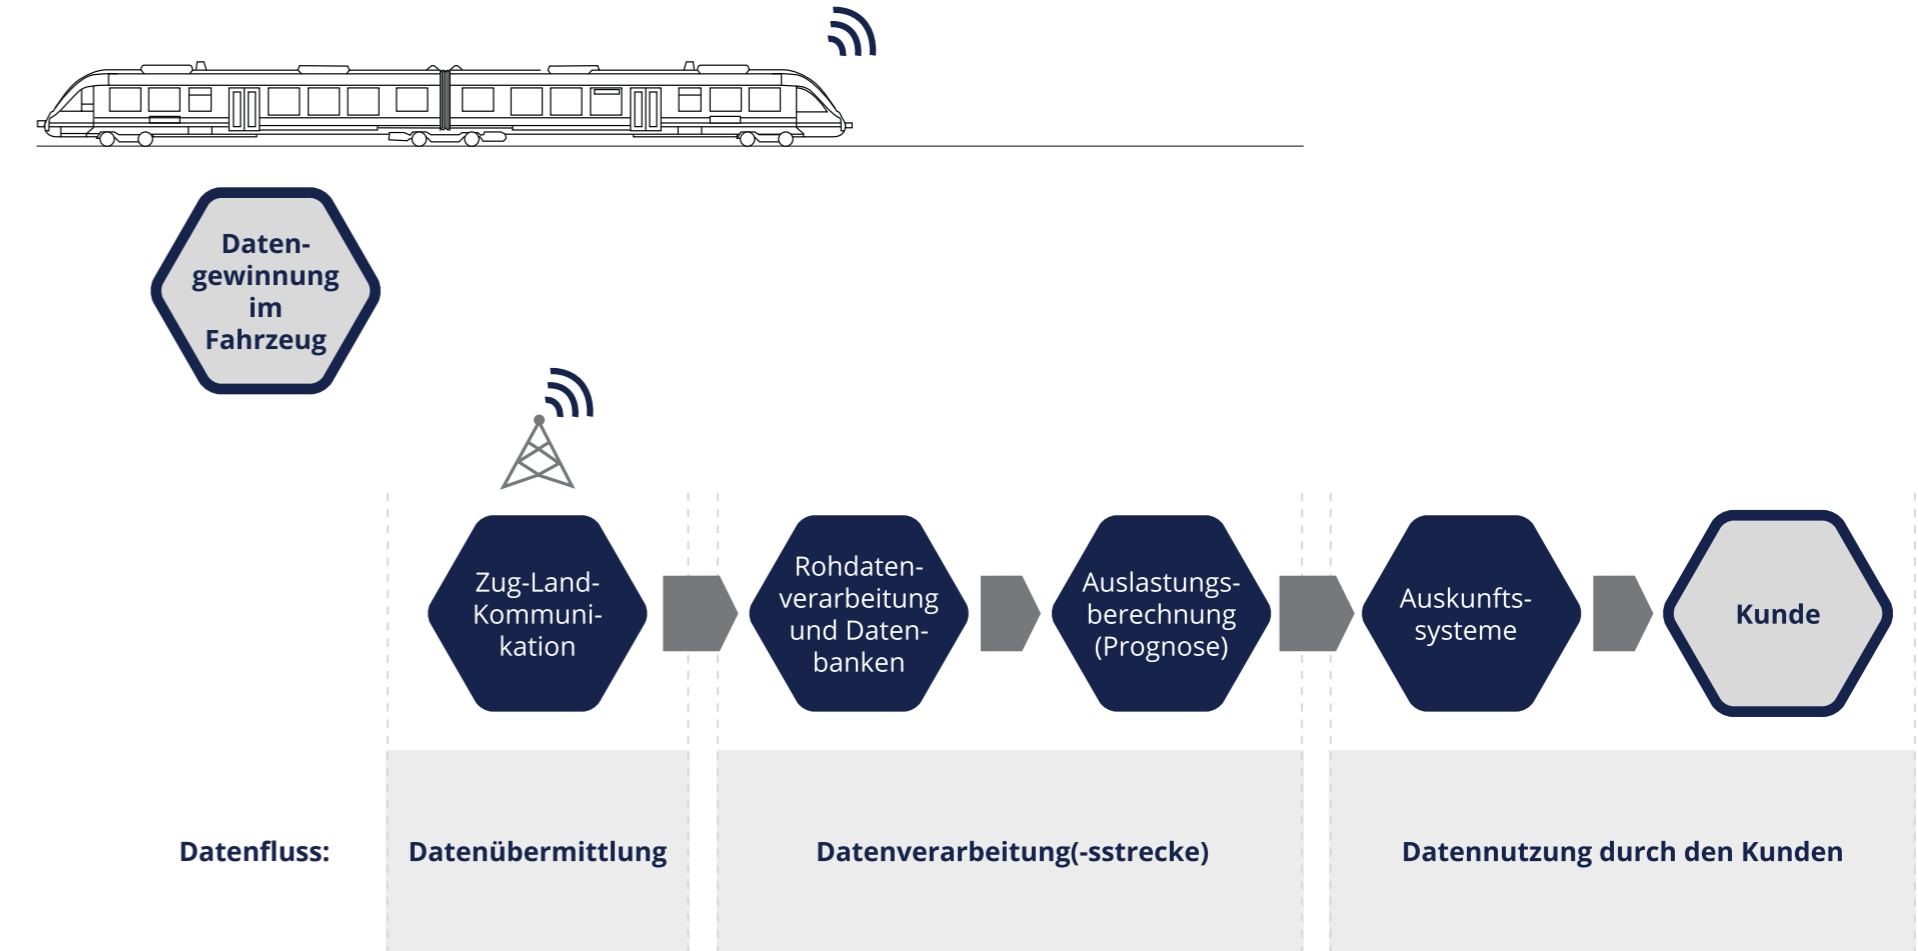 Daten-
gewinnung
im
Fahrzeug
Zug-Land-
Kommuni-
kation
Rohdaten-
verarbeitung
und Daten-
banken
Auslastungs-
berechnung
(Prognose)
Auskunfts-
systeme
Kunde
Datenfluss:
Datenübermittlung
Datenverarbeitung(-sstrecke)
Datennutzung durch den Kunden